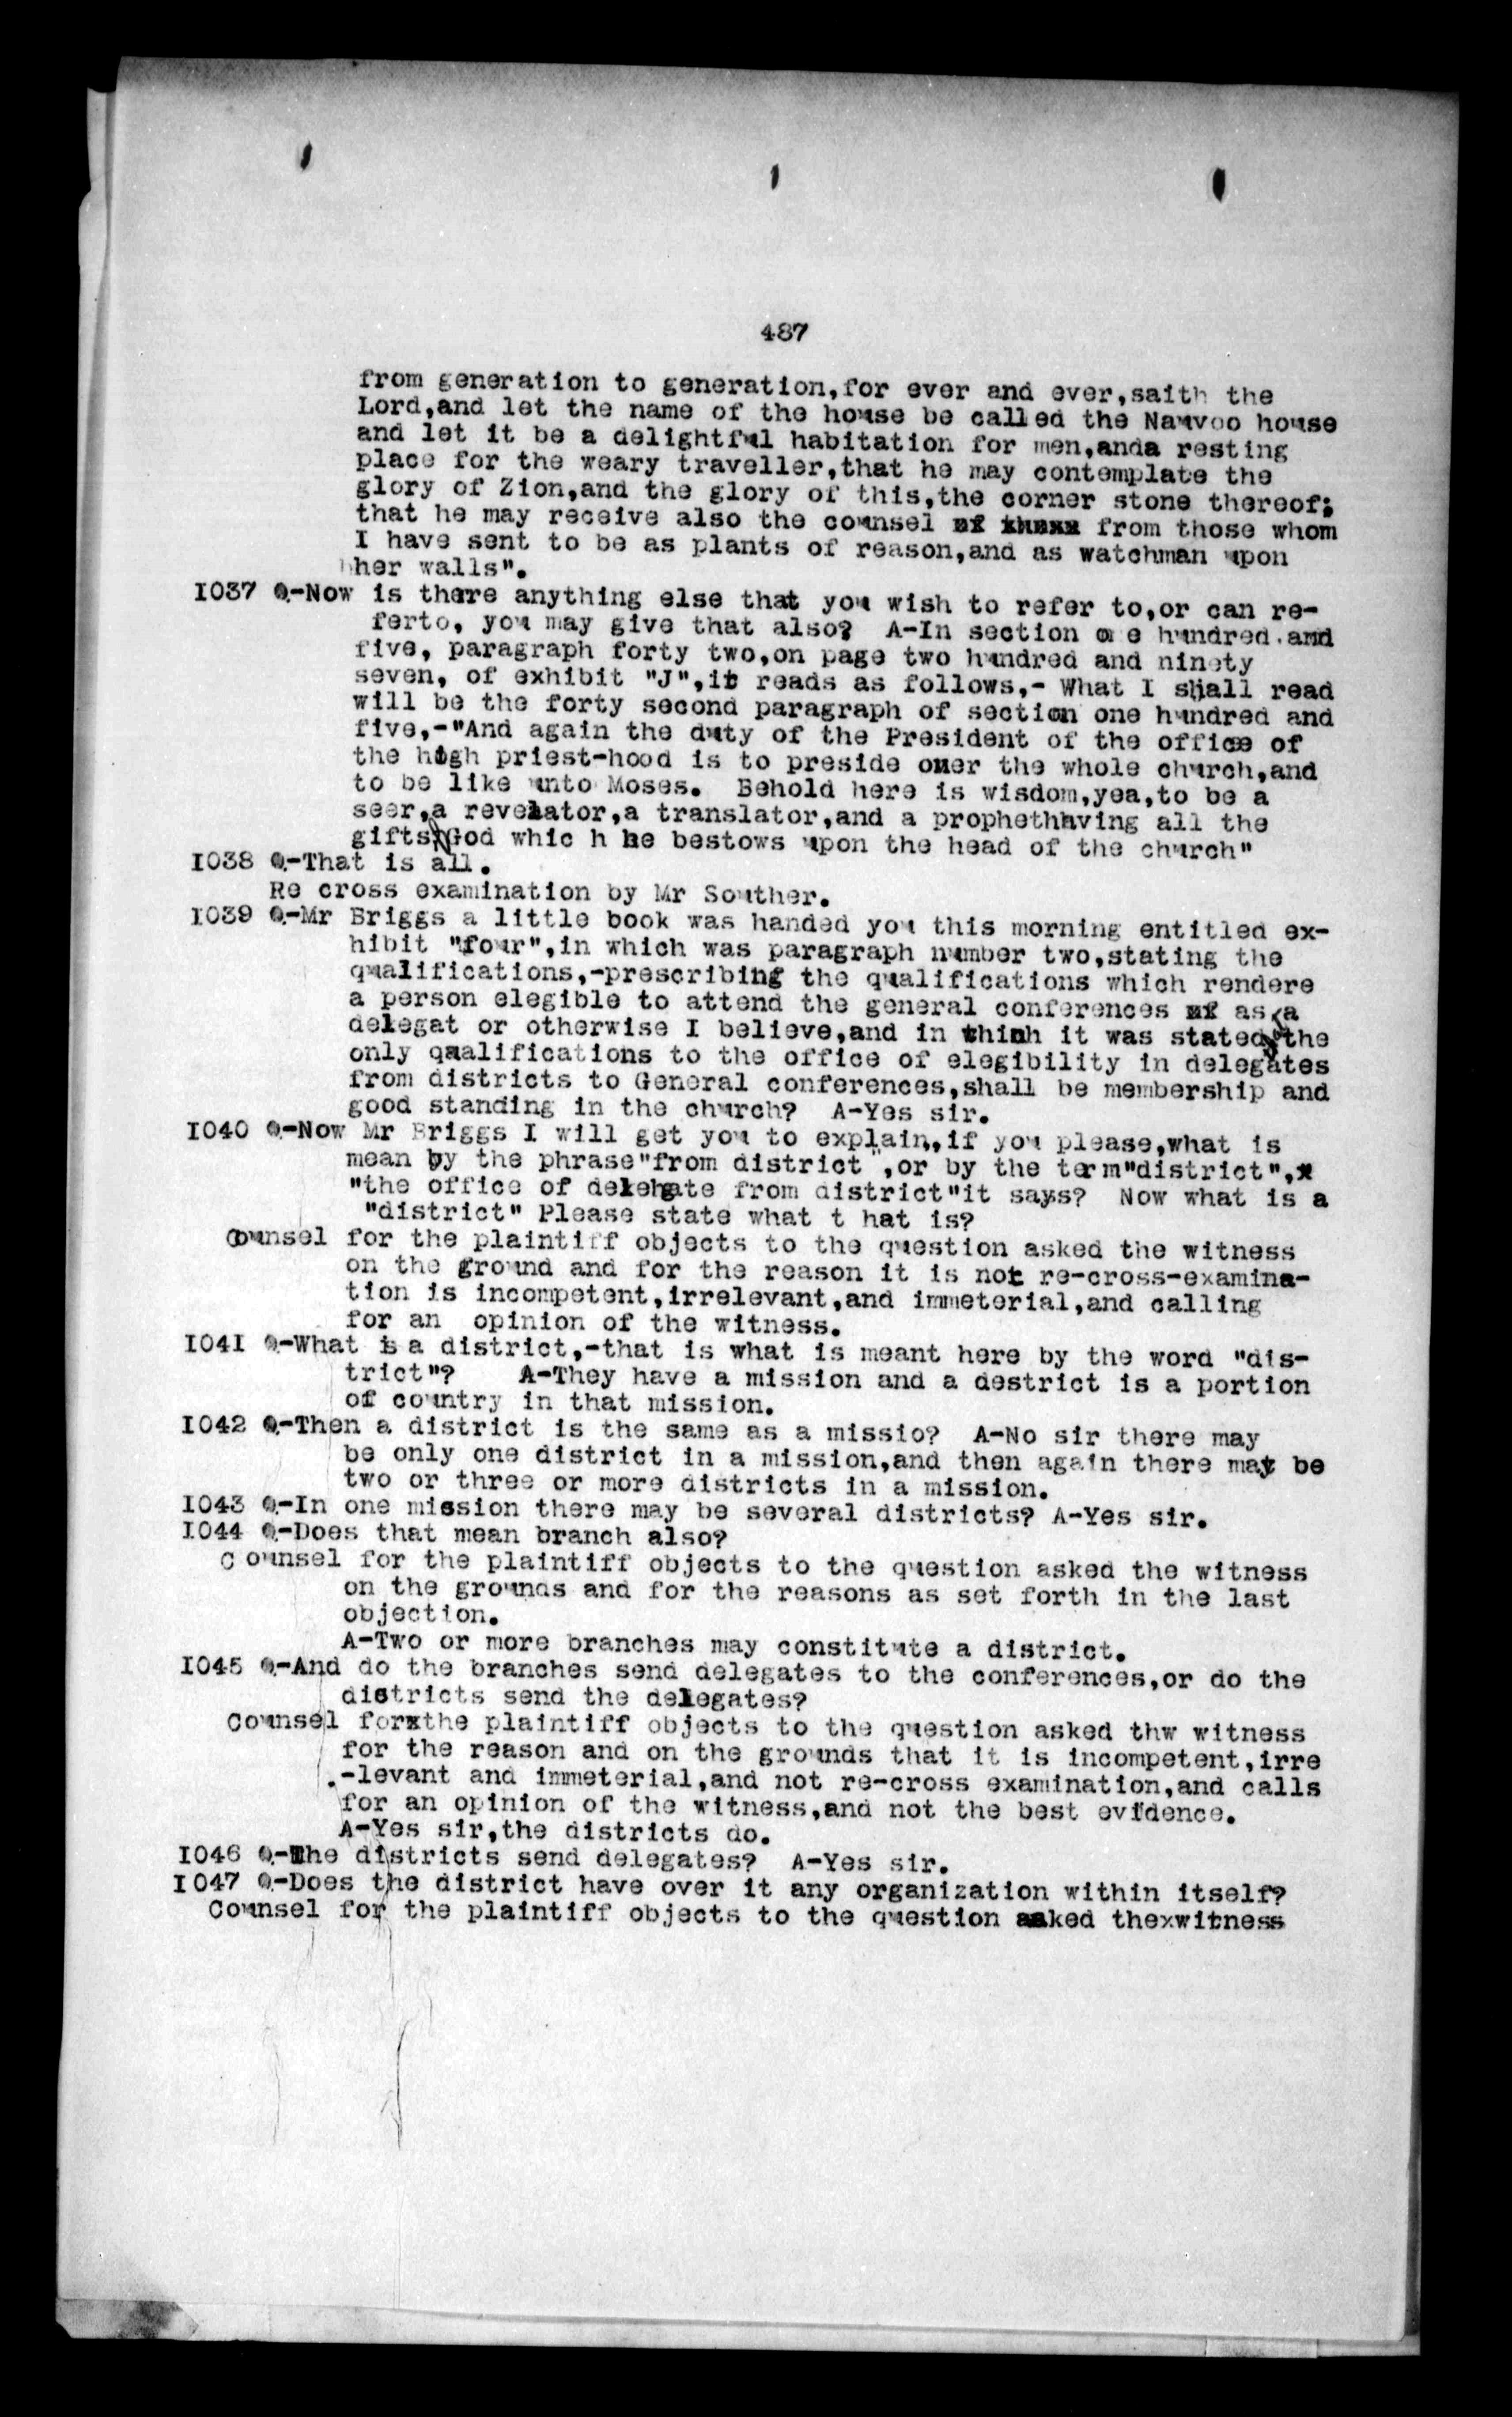 487
from generation to generation,for ever and ever,saith the
Lord,and let the name of the house be called the Nauvoo house
and let it be a delightful habitation for men,anda resting
place for the weary traveller,that he may contemplate the
glory of Zion,and the glory of this,the corner stone thereof;
that he may receive also the counsel from those whom
I have sent to be as plants of reason,and as watchman upon
her walls".
I037 Q-Now is there anything else that you wish to refer to,or can re-
ferto, you may give that also? A-In section one hundred and
five, paragraph forty two,on page two hundred and ninety
seven, of exhibit "J",it reads as follows,- What I shall read
will be the forty second paragraph of section one hundred and
five,-"And again the duty of the President of the office of
the high priest-hood is to preside over the whole church,and
to be like unto Moses. Behold here is wisdom,yea,to be a
seer,a revelator,a translator,and a prophethhving all the
gifts God whic h he bestows upon the head of the church"
I038 Q-That is all.
Re cross examination by Mr Souther.
I039 Q-Mr Briggs a little book was handed you this morning entitled ex-
hibit "four",in which was paragraph number two,stating the
qualifications,-prescribing the qualifications which rendere
a person elegible to attend the general conferences as a
delegat or otherwise I believe,and in which it was stated the
only qualifications to the office of elegibility in delegates
from districts to General conferences,shall be membership and
good standing in the church? A-Yes sir.
I040 Q-Now Mr Briggs I will get you to explain,if you please,what is
mean by the phrase"from district",or by the term"district",x
"the office of delehgate from district"it says? Now what is a
"district" Please state what t hat is?
Counsel for the plaintiff objects to the question asked the witness
on the ground and for the reason it is not re-cross-examina-
tion is incompetent,irrelevant,and immeterial,and calling
for an opinion of the witness.
I04I Q-What is a district,-that is what is meant here by the word "dis-
trict"? A-They have a mission and a destrict is a portion
of country in that mission.
I042 Q-Then a district is the same as a missio? A-No sir there may
be only one district in a mission,and then again there may be
two or three or more districts in a mission.
I043 Q-In one mission there may be several districts? A-Yes sir.
I044 Q-Does that mean branch also?
C ounsel for the plaintiff objects to the question asked the witness
on the grounds and for the reasons as set forth in the last
objection.
A-Two or more branches may constitute a district.
I045 Q-And do the branches send delegates to the conferences,or do the
districts send the delegates?
Counsel forxthe plaintiff objects to the question asked thw witness
for the reason and on the grounds that it is incompetent,irre
-levant and immeterial,and not re-cross examination,and calls
for an opinion of the witness,and not the best evidence.
A-Yes sir,the districts do.
I046 Q-The districts send delegates? A-Yes sir.
I047 Q-Does the district have over it any organization within itself?
Counsel for the plaintiff objects to the question asked thexwitness